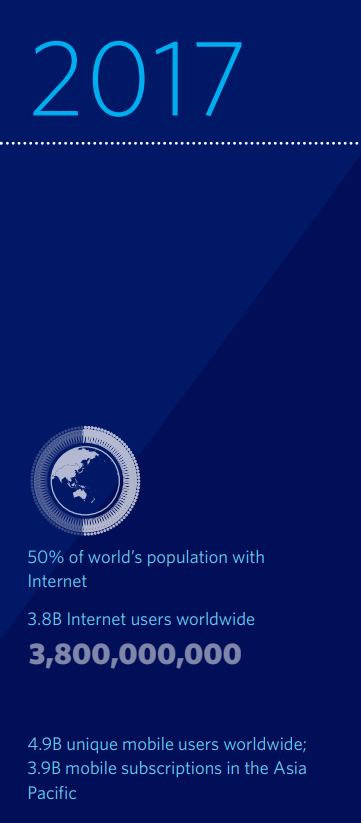 2017
50% of world's population with
Internet
3.8B Internet users worldwide
3,800,000,000
4.9B unique mobile users worldwide;
3.9B mobile subscriptions in the Asia
Pacific